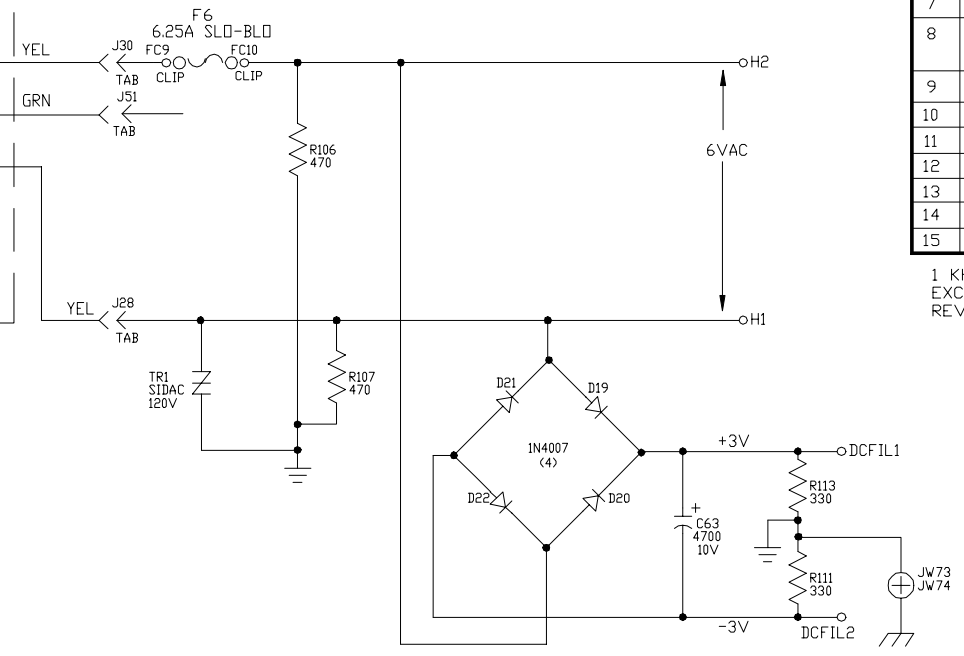 F6
6.25A SLO-BLO
YEL
J30
FC9
FC10
H2
TAB
CLIP
CLIP
GRN
J51
TAB
R106
470
6VAC
7
8
9
10
11
12
13
14
15
1 K
EXC
REV
YEL
J28
H1
TAB
TR1
SIDAC
120V
R107
470
D21
D19
1N4007
(4)
D22
D20
+3V
DCFIL1
R113
330
+
C63
4700
10V
R111
330
JW73
JW74
-3V
DCFIL2